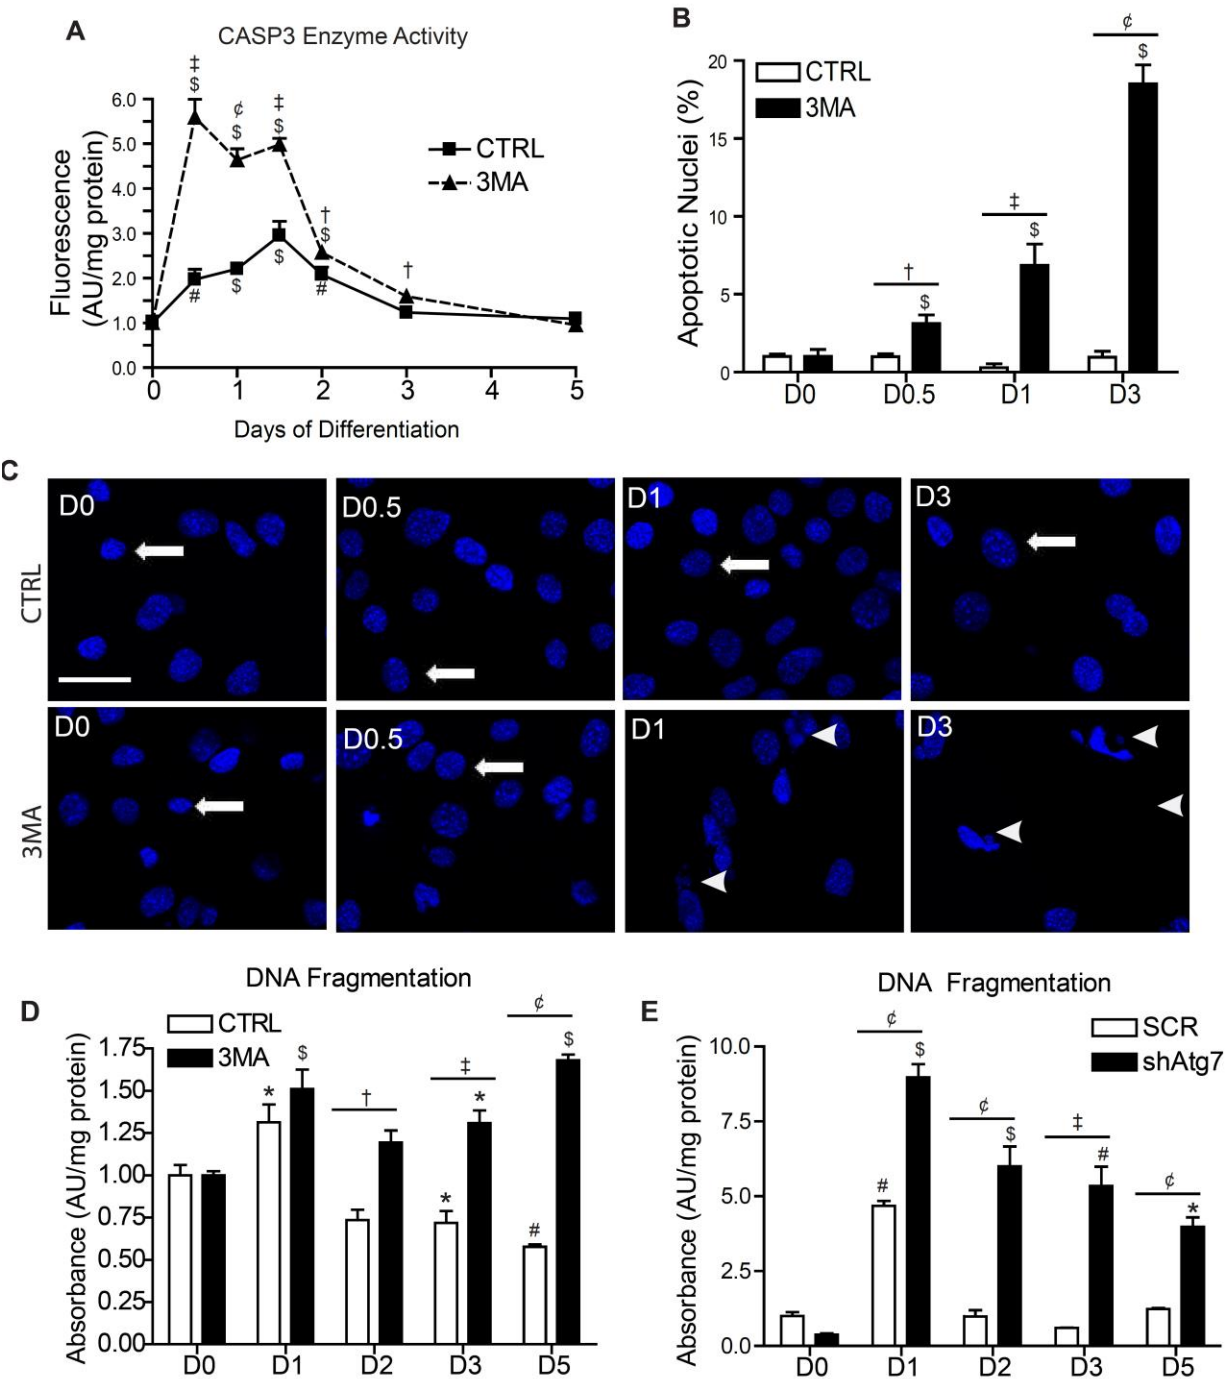 A
CASP3 Enzyme Activity
Fluorescence
(AU/mg protein)
6.0
5.0
4.0
3.0
2.0
1.0
0.0
‡
$
¢
$
‡
$
†
$
†
#
$
$
#
CTRL
3MA
0 1 2 3 4 5
Days of Differentiation
B
Apoptotic Nuclei (%)
CTRL
3MA
20
15
10
5
0
†
$
‡
$
¢
$
D0 D0.5 D1 D3
C
CTRL
D0 D0.5 D1 D3
3MA
D0 D0.5 D1 D3
DNA Fragmentation
D
CTRL
3MA
Absorbance (AU/mg protein)
1.75
1.50
1.25
1.00
0.75
0.50
0.25
0.00
*
$
†
‡
*
*
¢
$
#
D0 D1 D2 D3 D5
DNA Fragmentation
E
SCR
shAtg7
Absorbance (AU/mg protein)
10.0
7.5
5.0
2.5
0.0
¢
$
#
¢
$
‡
#
¢
*
D0 D1 D2 D3 D5